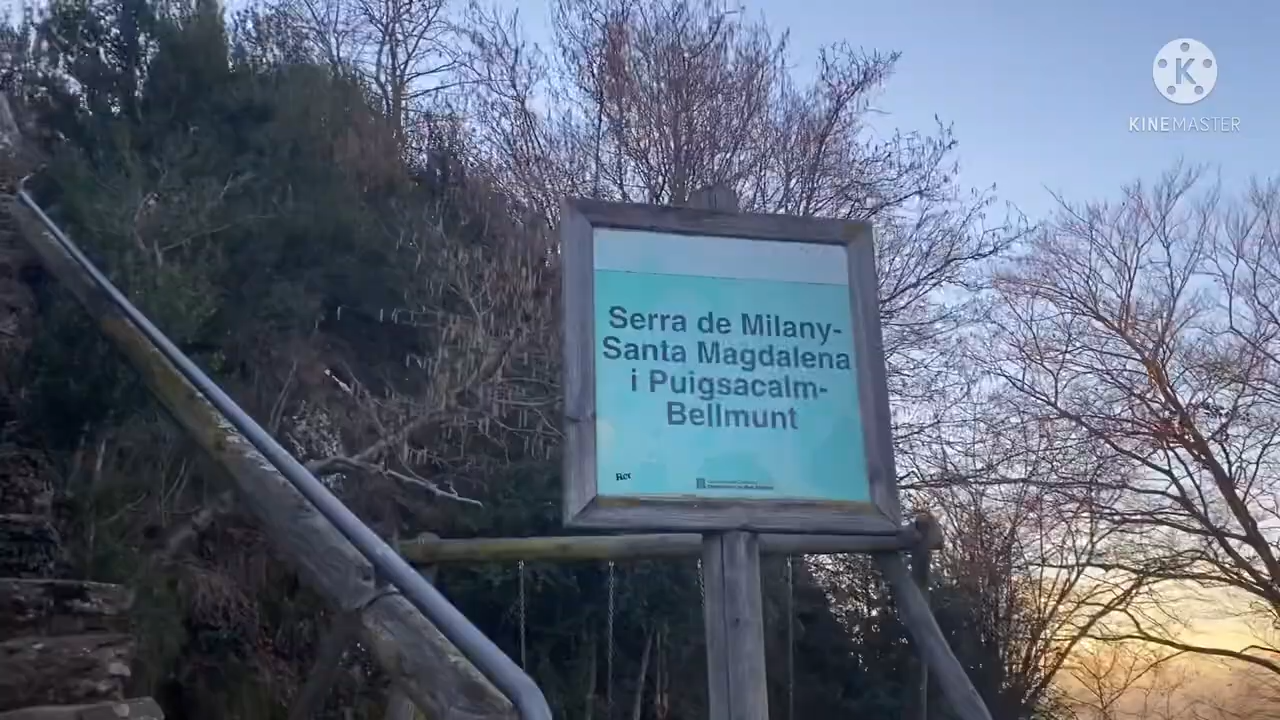 KINEMASTER
Serra de Milany-
Santa Magdalena
i Puigsacalm-
Bellmunt